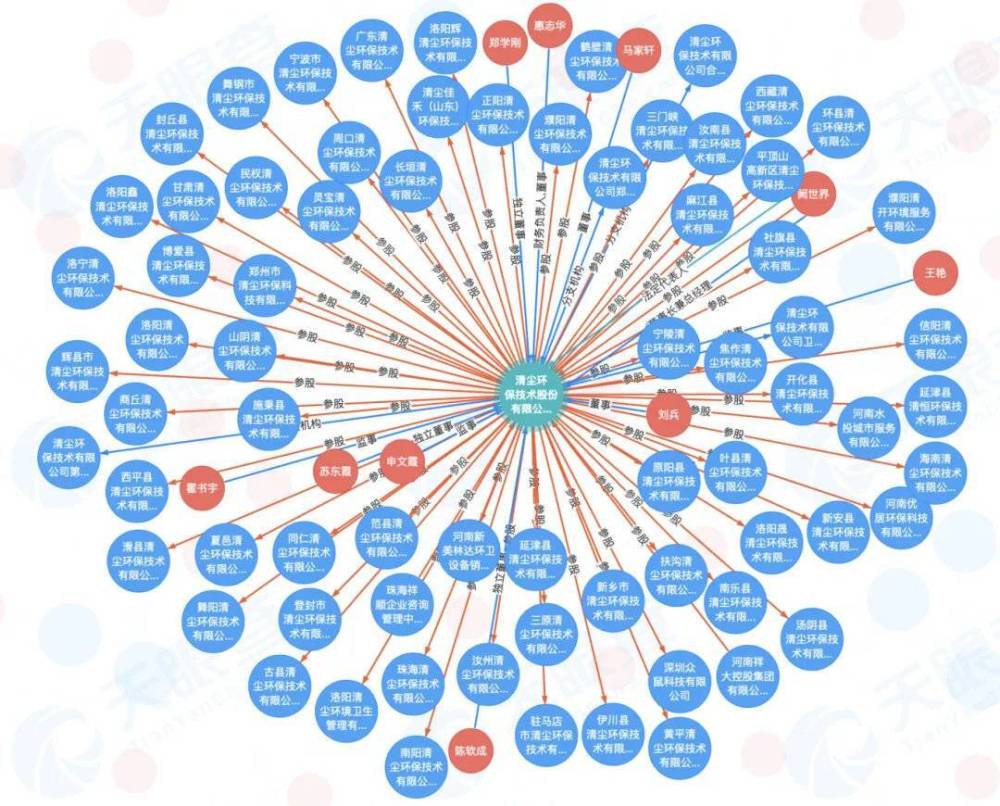 惠志华
洛阳辉
清尘环保
技术有限...
郑学刚
广东清
尘环保技术
有限公...
鹤壁清
尘环保技术
有限公...
马家轩
清尘环
保技术有限
公司合...
宁波市
清尘环保技
术有限...
舞钢市
清尘环保技
术有限...
清尘佳
禾（山东）
环保技...
正阳清
尘环保技术
有限公...
濮阳清
尘环保技术
有限公...
三门峡
清尘环保技
术有限...
西藏清
尘环保技术
有限公...
环县清
尘环保技术
有限公...
封丘县
清尘环保技
术有限...
周口清
尘环保技术
有限公...
汝南县
清尘环保技
术有限...
长垣清
尘环保技术
有限公...
清尘环
保技术有限
公司郑...
平顶山
高新区清尘
环保技...
阙世界
洛阳鑫
清尘环保技
术有限...
甘肃清
尘环保技术
有限公...
民权清
尘环保技术
有限公...
灵宝清
尘环保技术
有限公...
麻江县
清尘环保技
术有限...
濮阳清
开环境服务
有限公...
社旗县
清尘环保技
术有限...
洛宁清
尘环保技术
有限公...
博爱县
清尘环保技
术有限...
郑州市
清尘环保科
技有限...
王艳
洛阳清
尘环保技术
有限公...
山阴清
尘环保技术
有限公...
宁陵清
尘环保技术
有限公...
清尘环
保技术有限
公司卫...
信阳清
尘环保技术
有限公...
辉县市
清尘环保技
术有限...
焦作清
尘环保技术
有限公...
清尘环
保技术股份
有限公...
商丘清
尘环保技术
有限公...
施秉县
清尘环保技
术有限...
刘兵
开化县
清尘环保技
术有限...
延津县
清恒环保技
术有限...
河南水
投城市服务
有限公...
清尘环
保技术有限
公司第...
西平县
清尘环保技
术有限...
霍书宇
苏东霞
申文霞
原阳县
清尘环保技
术有限...
叶县清
尘环保技术
有限公...
海南清
尘环保技术
有限公...
滑县清
尘环保技术
有限公...
夏邑清
尘环保技术
有限公...
同仁清
尘环保技术
有限公...
范县清
尘环保技术
有限公...
河南新
美林达环卫
设备销...
延津县
清尘环保技
术有限...
洛阳晟
清尘环保技
术有限...
新安县
清尘环保技
术有限...
河南优
居环保科技
有限公...
舞阳清
尘环保技术
有限公...
登封市
清尘环保技
术有限...
珠海祥
顺企业咨询
管理中...
三原清
尘环保技术
有限公...
新乡市
清尘环保技
术有限...
扶沟清
尘环保技术
有限公...
南乐县
清尘环保技
术有限...
汤阴县
清尘环保技
术有限...
古县清
尘环保技术
有限公...
洛阳清
尘环境卫生
管理有...
珠海清
尘环保技术
有限公...
汝州清
尘环保技术
有限公...
深圳众
鼠科技有限
公司
河南祥
大控股集团
有限公...
南阳清
尘环保技术
有限公...
陈软成
驻马店
市清尘环保
技术有...
伊川县
清尘环保技
术有限...
黄平清
尘环保技术
有限公...
参股
独立董事
财务负责人,董事
分支机构
董事
法定代表人
监事